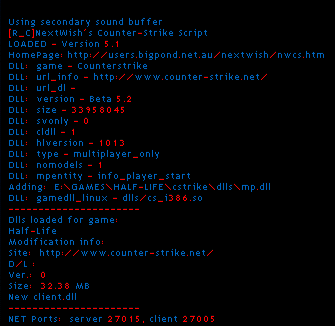 Using secondary sound buffer
[R_C]NextWish's Counter-Strike Script
LOADED - Version 5.1
HomePage: http://users.bigpond.net.au/nextwish/nwcs.htm
DLL: game - Counterstrike
DLL: url_info - http://www.counter-strike.net/
DLL: url_dl -
DLL: version - Beta 5.2
DLL: size - 33958045
DLL: svonly - 0
DLL: cldll - 1
DLL: hlversion - 1013
DLL: type - multiplayer_only
DLL: nomodels - 1
DLL: mpentity - info_player_start
Adding: E:\GAMES\HALF-LIFE\cstrike\dlls\mp.dll
DLL: gamedll_linux - dlls/cs_i386.so
----------------------
Dlls loaded for game:
Half-Life
Modification info:
Site: http://www.counter-strike.net/
D/L :
Ver.: 0
Size: 32.38 MB
New client.dll
----------------------
NET Ports: server 27015, client 27005